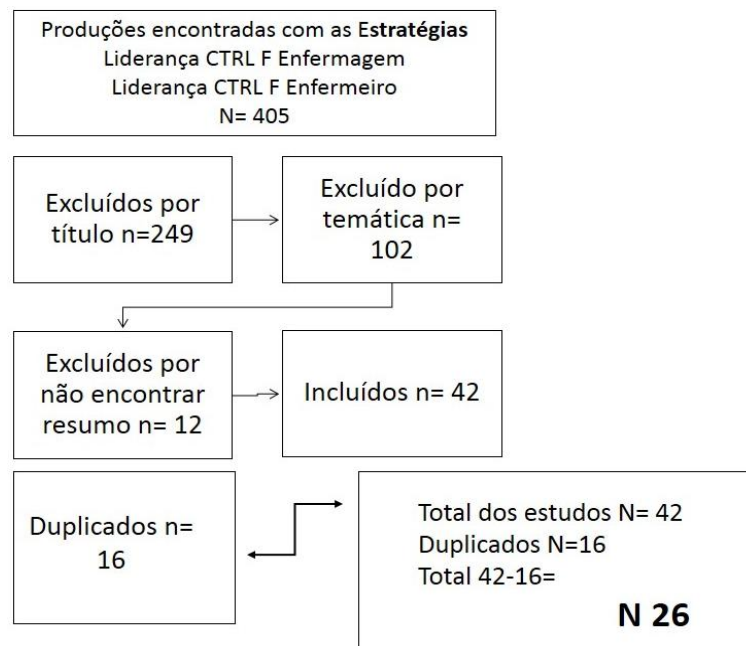 Produções encontradas com as Estratégias
Liderança CTRL F Enfermagem
Liderança CTRL F Enfermeiro
N= 405
Excluídos por
título n=249
Excluído por
temática n=
102
Excluídos por
não encontrar
resumo n= 12
Incluídos n= 42
Duplicados n=
16
Total dos estudos N= 42
Duplicados N=16
Total 42-16=
N 26